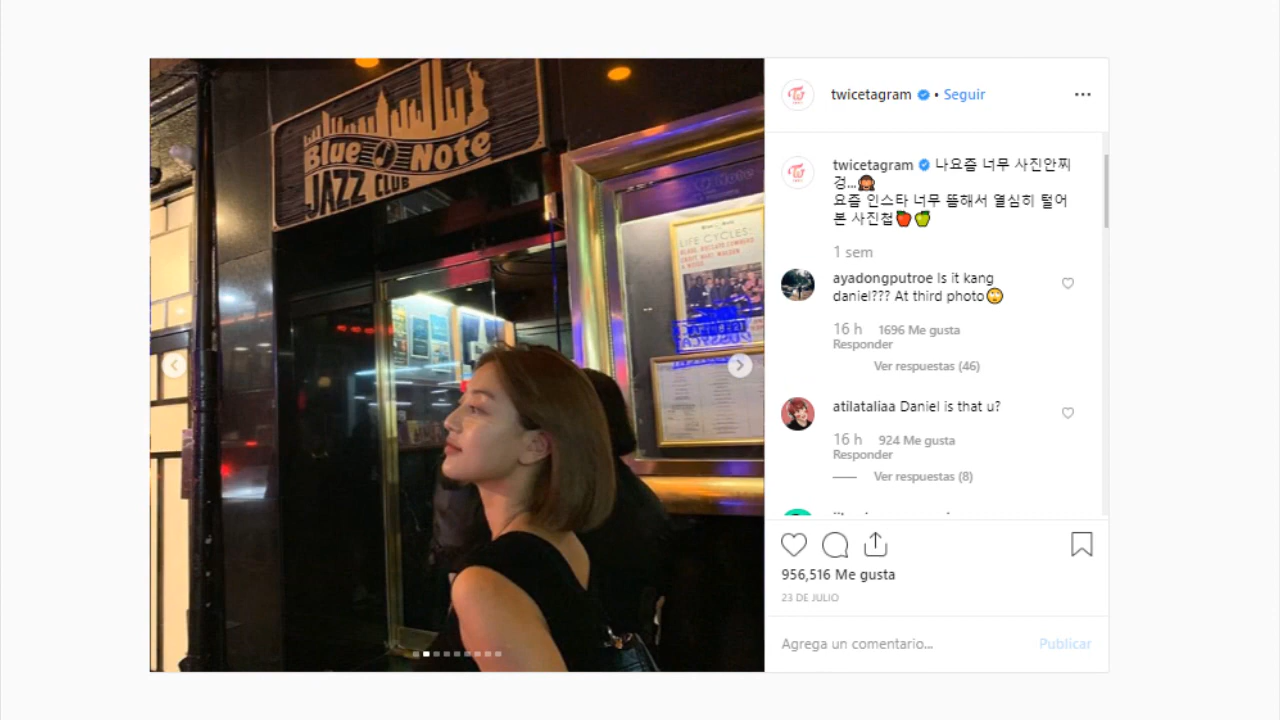 Blue Note
JAZZ CLUB
LIFE CYCLES:
twicetagram • Seguir
twicetagram 나요즘 너무 사진안찌
겅...🙊
요즘 인스타 너무 뜸해서 열심히 털어
본 사진첩🍎🍏
1 sem
ayadongputroe Is it kang
daniel??? At third photo🙄
16 h 1696 Me gusta
Responder
Ver respuestas (46)
atilataliaa Daniel is that u?
16 h 924 Me gusta
Responder
Ver respuestas (8)
956,516 Me gusta
23 DE JULIO
Agrega un comentario... Publicar